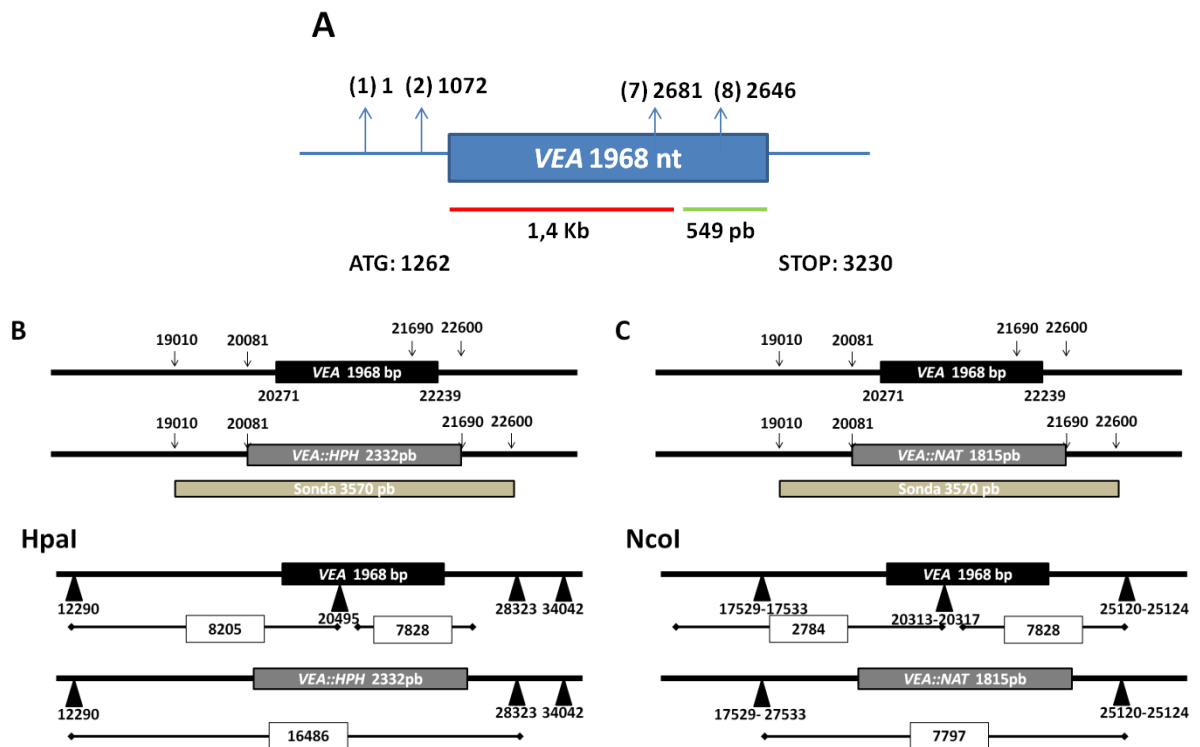 A
(1) 1 (2) 1072 (7) 2681 (8) 2646
VEA 1968 nt
1,4 Kb 549 pb
ATG: 1262 STOP: 3230
B
19010 20081 21690 22600
VEA 1968 bp
20271 22239
19010 20081 21690 22600
VEA::HPH 2332pb
Sonda 3570 pb
HpaI
VEA 1968 bp
12290 20495 28323 34042
8205 7828
VEA::HPH 2332pb
12290 28323 34042
16486
C
19010 20081 21690 22600
VEA 1968 bp
20271 22239
19010 20081 21690 22600
VEA::NAT 1815pb
Sonda 3570 pb
NcoI
VEA 1968 bp
17529-17533 20313-20317 25120-25124
2784 7828
VEA::NAT 1815pb
17529- 27533 25120-25124
7797